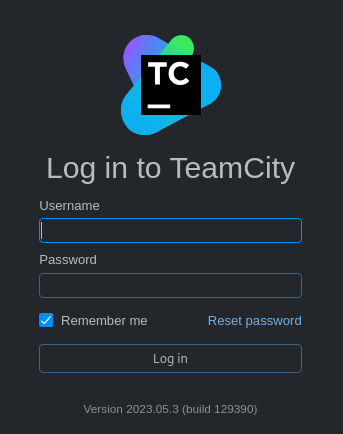 TC
Log in to TeamCity
Username
Password
Remember me Reset password
Log in
Version 2023.05.3 (build 129390)